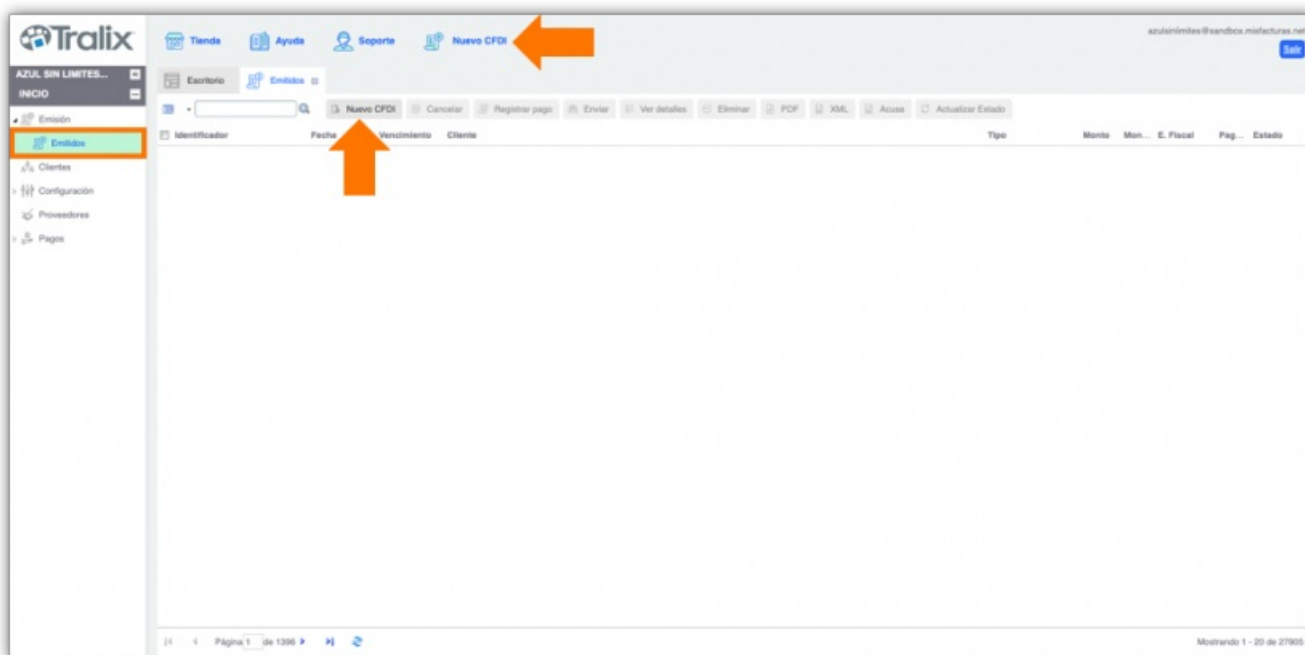 Tralix
Tienda Ayuda Soporte Nuevo CFDI
azulsinlimites@sandbox.misfacturas.net
Salir
AZUL SIN LIMITES...
INICIO
Emisión
Emitidos
Clientes
Configuración
Proveedores
Pagos
Escritorio Emitidos
Nuevo CFDI Cancelar Registrar pago Enviar Ver detalles Eliminar PDF XML Acuse Actualizar Estado
Identificador Fecha Vencimiento Cliente Tipo Monto Mon... E. Fiscal Pag... Estado
Página 1 de 1396
Mostrando 1 - 20 de 27905